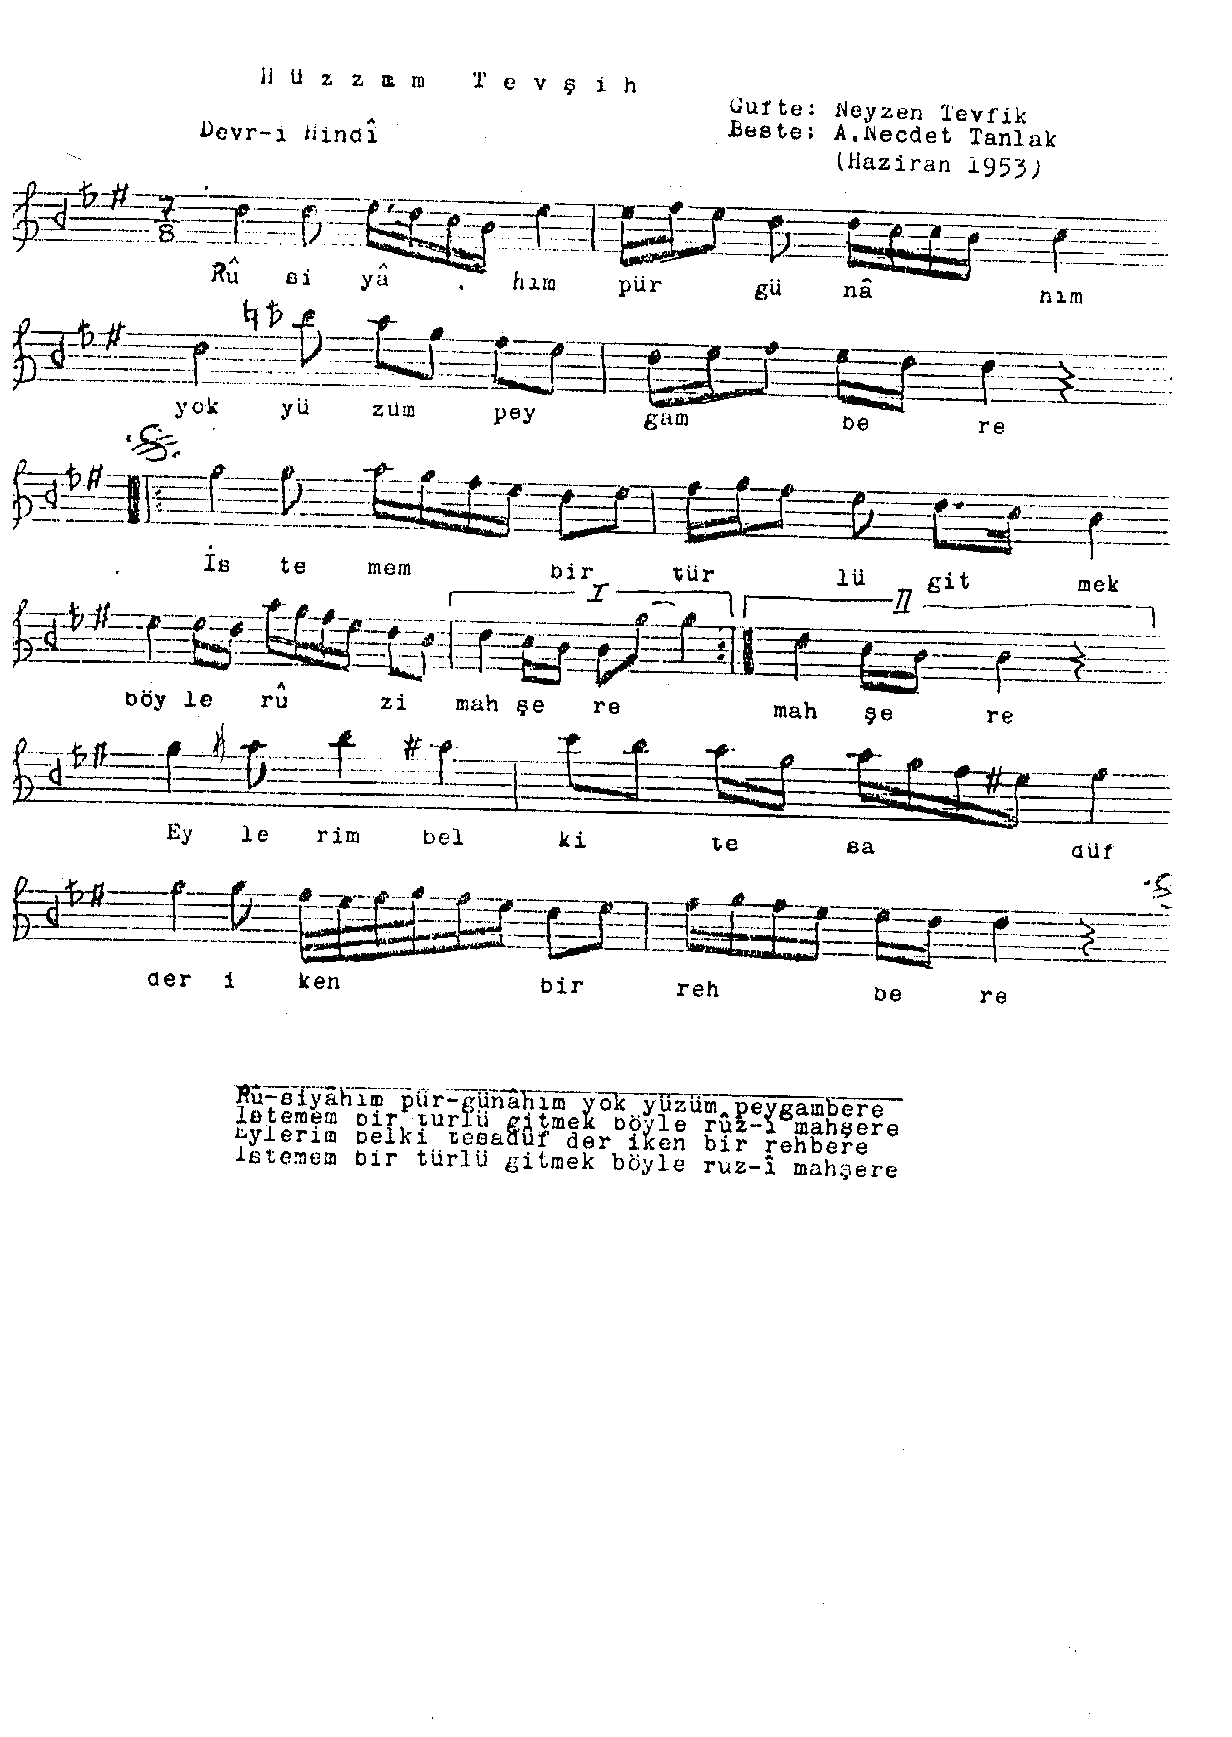 Hüzzam Tevşih
Devr-i Hindî
Gufte: Neyzen Tevfik
Beste: A.Necdet Tanlak
(Haziran 1953)
7
8
Rû si yâ hım pür gü nâ nım
yok yü züm pey gam be re
İs te mem bir tür lü git mek
I II
böy le rû zi mah şe re mah şe re
Ey le rim bel ki te sa düf
der i ken bir reh be re
Rû-siyâhım pür-günâhım yok yüzüm peygambere
İstemem bir türlü gitmek böyle rûz-î mahşere
Eylerim belki tesadüf der iken bir rehbere
İstemem bir türlü gitmek böyle ruz-î mahşere